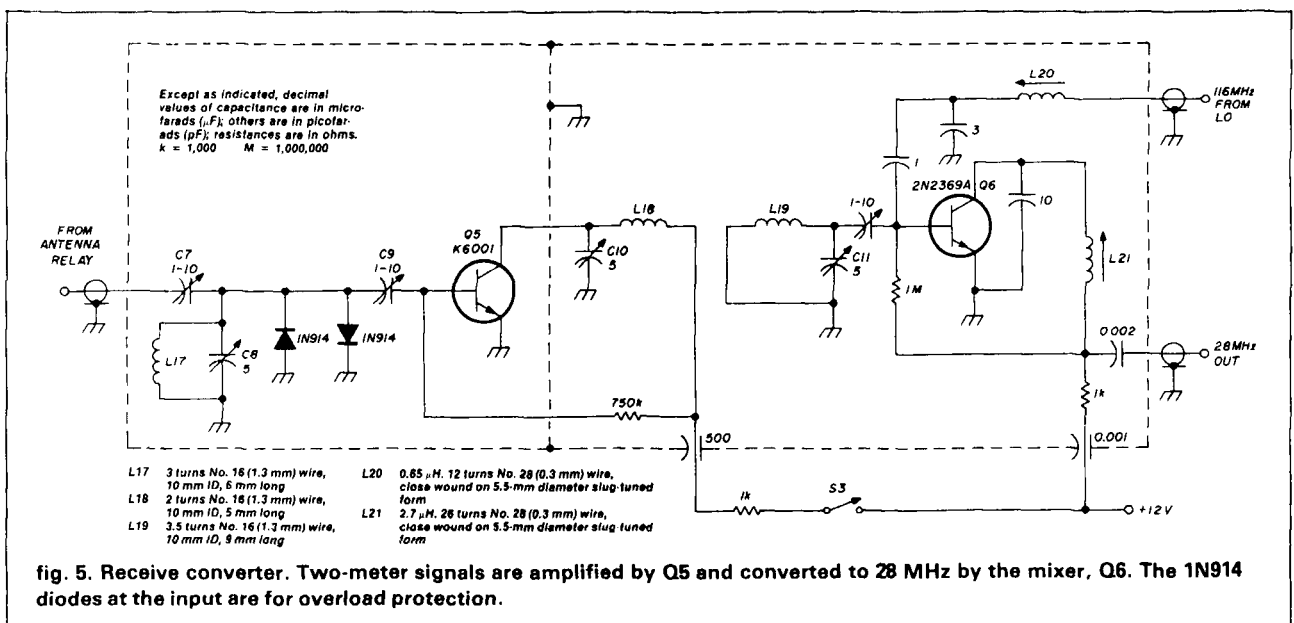 Except as indicated, decimal
values of capacitance are in micro-
farads (μF); others are in picofar-
ads (pF); resistances are in ohms.
k = 1,000   M = 1,000,000
L20
116MHz
FROM
LO
3
1
2N2369A Q6
10
L21
L18
L19
1-10
C11
5
1M
Q5
K6001
C10
5
FROM
ANTENNA
RELAY
C7
1-10
C9
1-10
L17
C8
5
1N914
1N914
0.002
28MHz
OUT
1k
750k
500
0.001
1k
S3
+12V
L17 3 turns No. 16 (1.3 mm) wire,
10 mm ID, 6 mm long
L18 2 turns No. 16 (1.3 mm) wire,
10 mm ID, 5 mm long
L19 3.5 turns No. 16 (1.3 mm) wire,
10 mm ID, 9 mm long
L20 0.65 μH. 12 turns No. 28 (0.3 mm) wire,
close wound on 5.5-mm diameter slug-tuned
form
L21 2.7 μH. 26 turns No. 28 (0.3 mm) wire,
close wound on 5.5-mm diameter slug-tuned
form
fig. 5. Receive converter. Two-meter signals are amplified by Q5 and converted to 28 MHz by the mixer, Q6. The 1N914
diodes at the input are for overload protection.